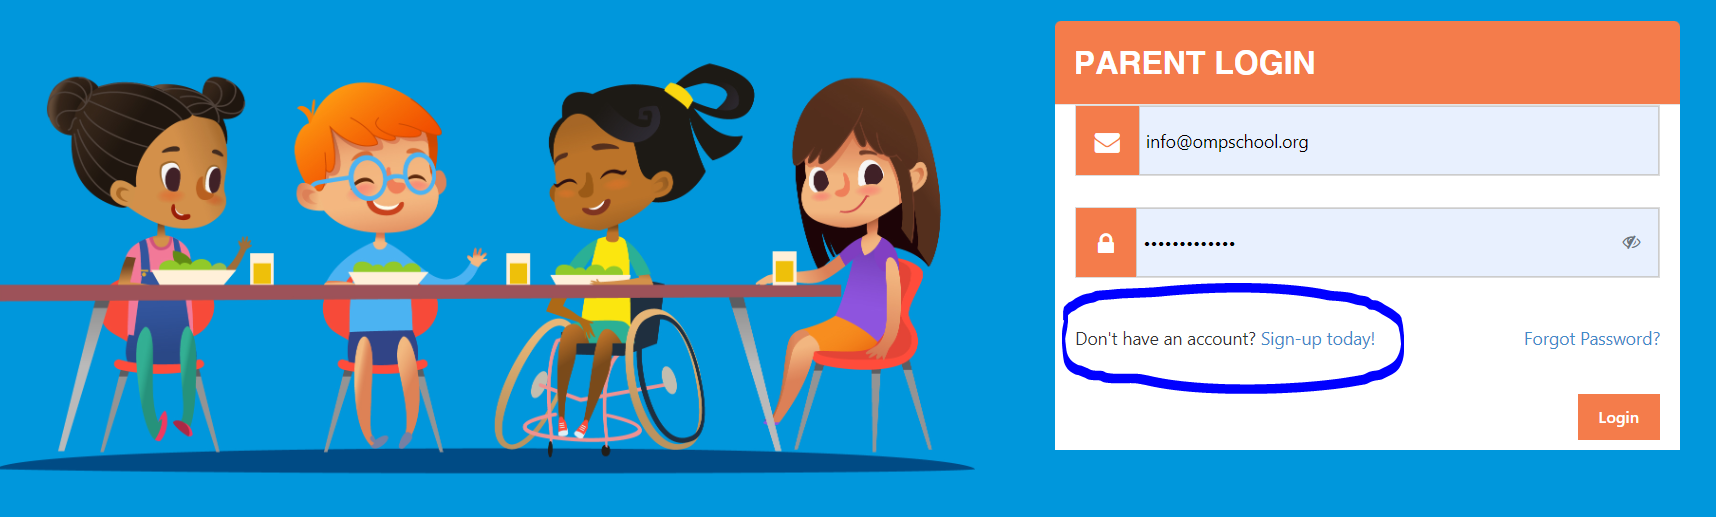 PARENT LOGIN
info@ompschool.org
•••••••••••••
Don't have an account? Sign-up today!
Forgot Password?
Login